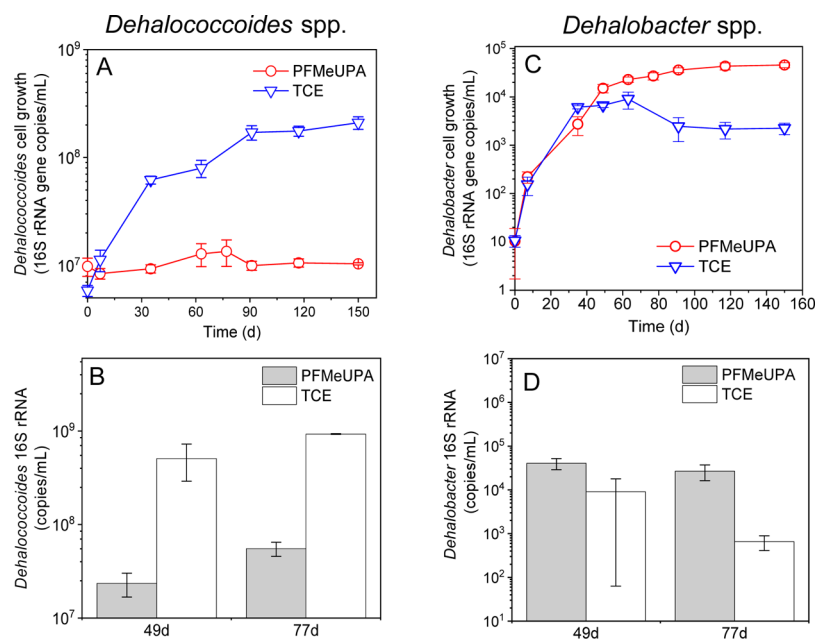 Dehalococcoides spp.
Dehalobacter spp.
A
PFMeUPA
TCE
Dehalococcoides cell growth
(16S rRNA gene copies/mL)
10⁹
10⁸
10⁷
0 30 60 90 120 150
Time (d)
C
PFMeUPA
TCE
Dehalobacter cell growth
(16S rRNA gene copies/mL)
10⁵
10⁴
10³
10²
10
1
0 20 40 60 80 100 120 140 160
Time (d)
B
PFMeUPA
TCE
Dehalococcoides 16S rRNA
(copies/mL)
10⁹
10⁸
10⁷
49d 77d
D
PFMeUPA
TCE
Dehalobacter 16S rRNA
(copies/mL)
10⁷
10⁶
10⁵
10⁴
10³
10²
10¹
49d 77d